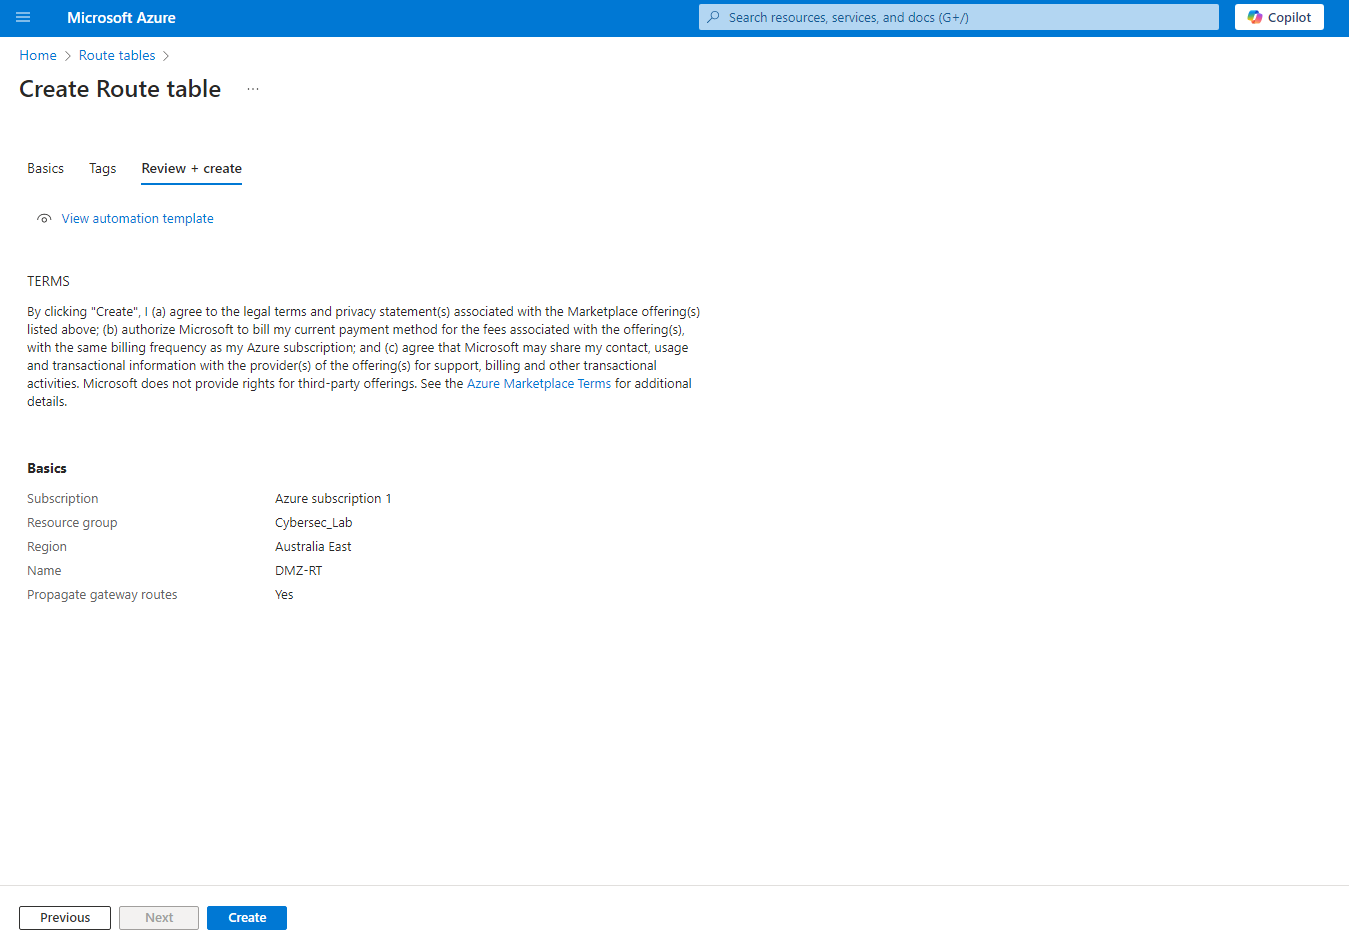 Microsoft Azure
Search resources, services, and docs (G+/)
Copilot
Home > Route tables >
Create Route table ...
Basics Tags Review + create
View automation template
TERMS
By clicking "Create", I (a) agree to the legal terms and privacy statement(s) associated with the Marketplace offering(s)
listed above; (b) authorize Microsoft to bill my current payment method for the fees associated with the offering(s),
with the same billing frequency as my Azure subscription; and (c) agree that Microsoft may share my contact, usage
and transactional information with the provider(s) of the offering(s) for support, billing and other transactional
activities. Microsoft does not provide rights for third-party offerings. See the Azure Marketplace Terms for additional
details.
Basics
Subscription Azure subscription 1
Resource group Cybersec_Lab
Region Australia East
Name DMZ-RT
Propagate gateway routes Yes
Previous Next Create